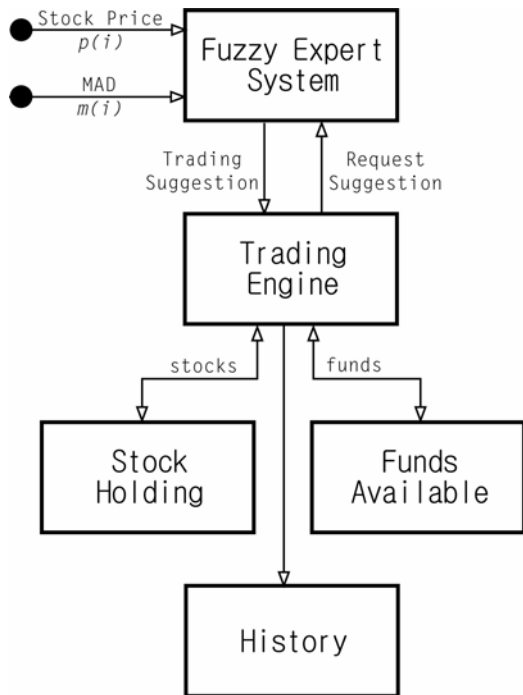 Stock Price
p(i)
MAD
m(i)
Fuzzy Expert
System
Trading
Suggestion
Request
Suggestion
Trading
Engine
stocks
funds
Stock
Holding
Funds
Available
History